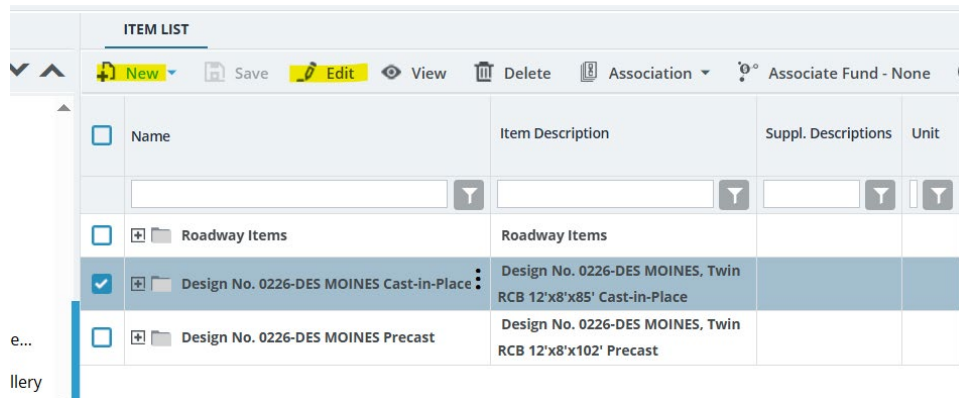 ITEM LIST
New Save Edit View Delete Association Associate Fund - None
Name Item Description Suppl. Descriptions Unit
Roadway Items Roadway Items
Design No. 0226-DES MOINES Cast-in-Place Design No. 0226-DES MOINES, Twin
RCB 12'x8'x85' Cast-in-Place
Design No. 0226-DES MOINES Precast Design No. 0226-DES MOINES, Twin
RCB 12'x8'x102' Precast
e...
llery